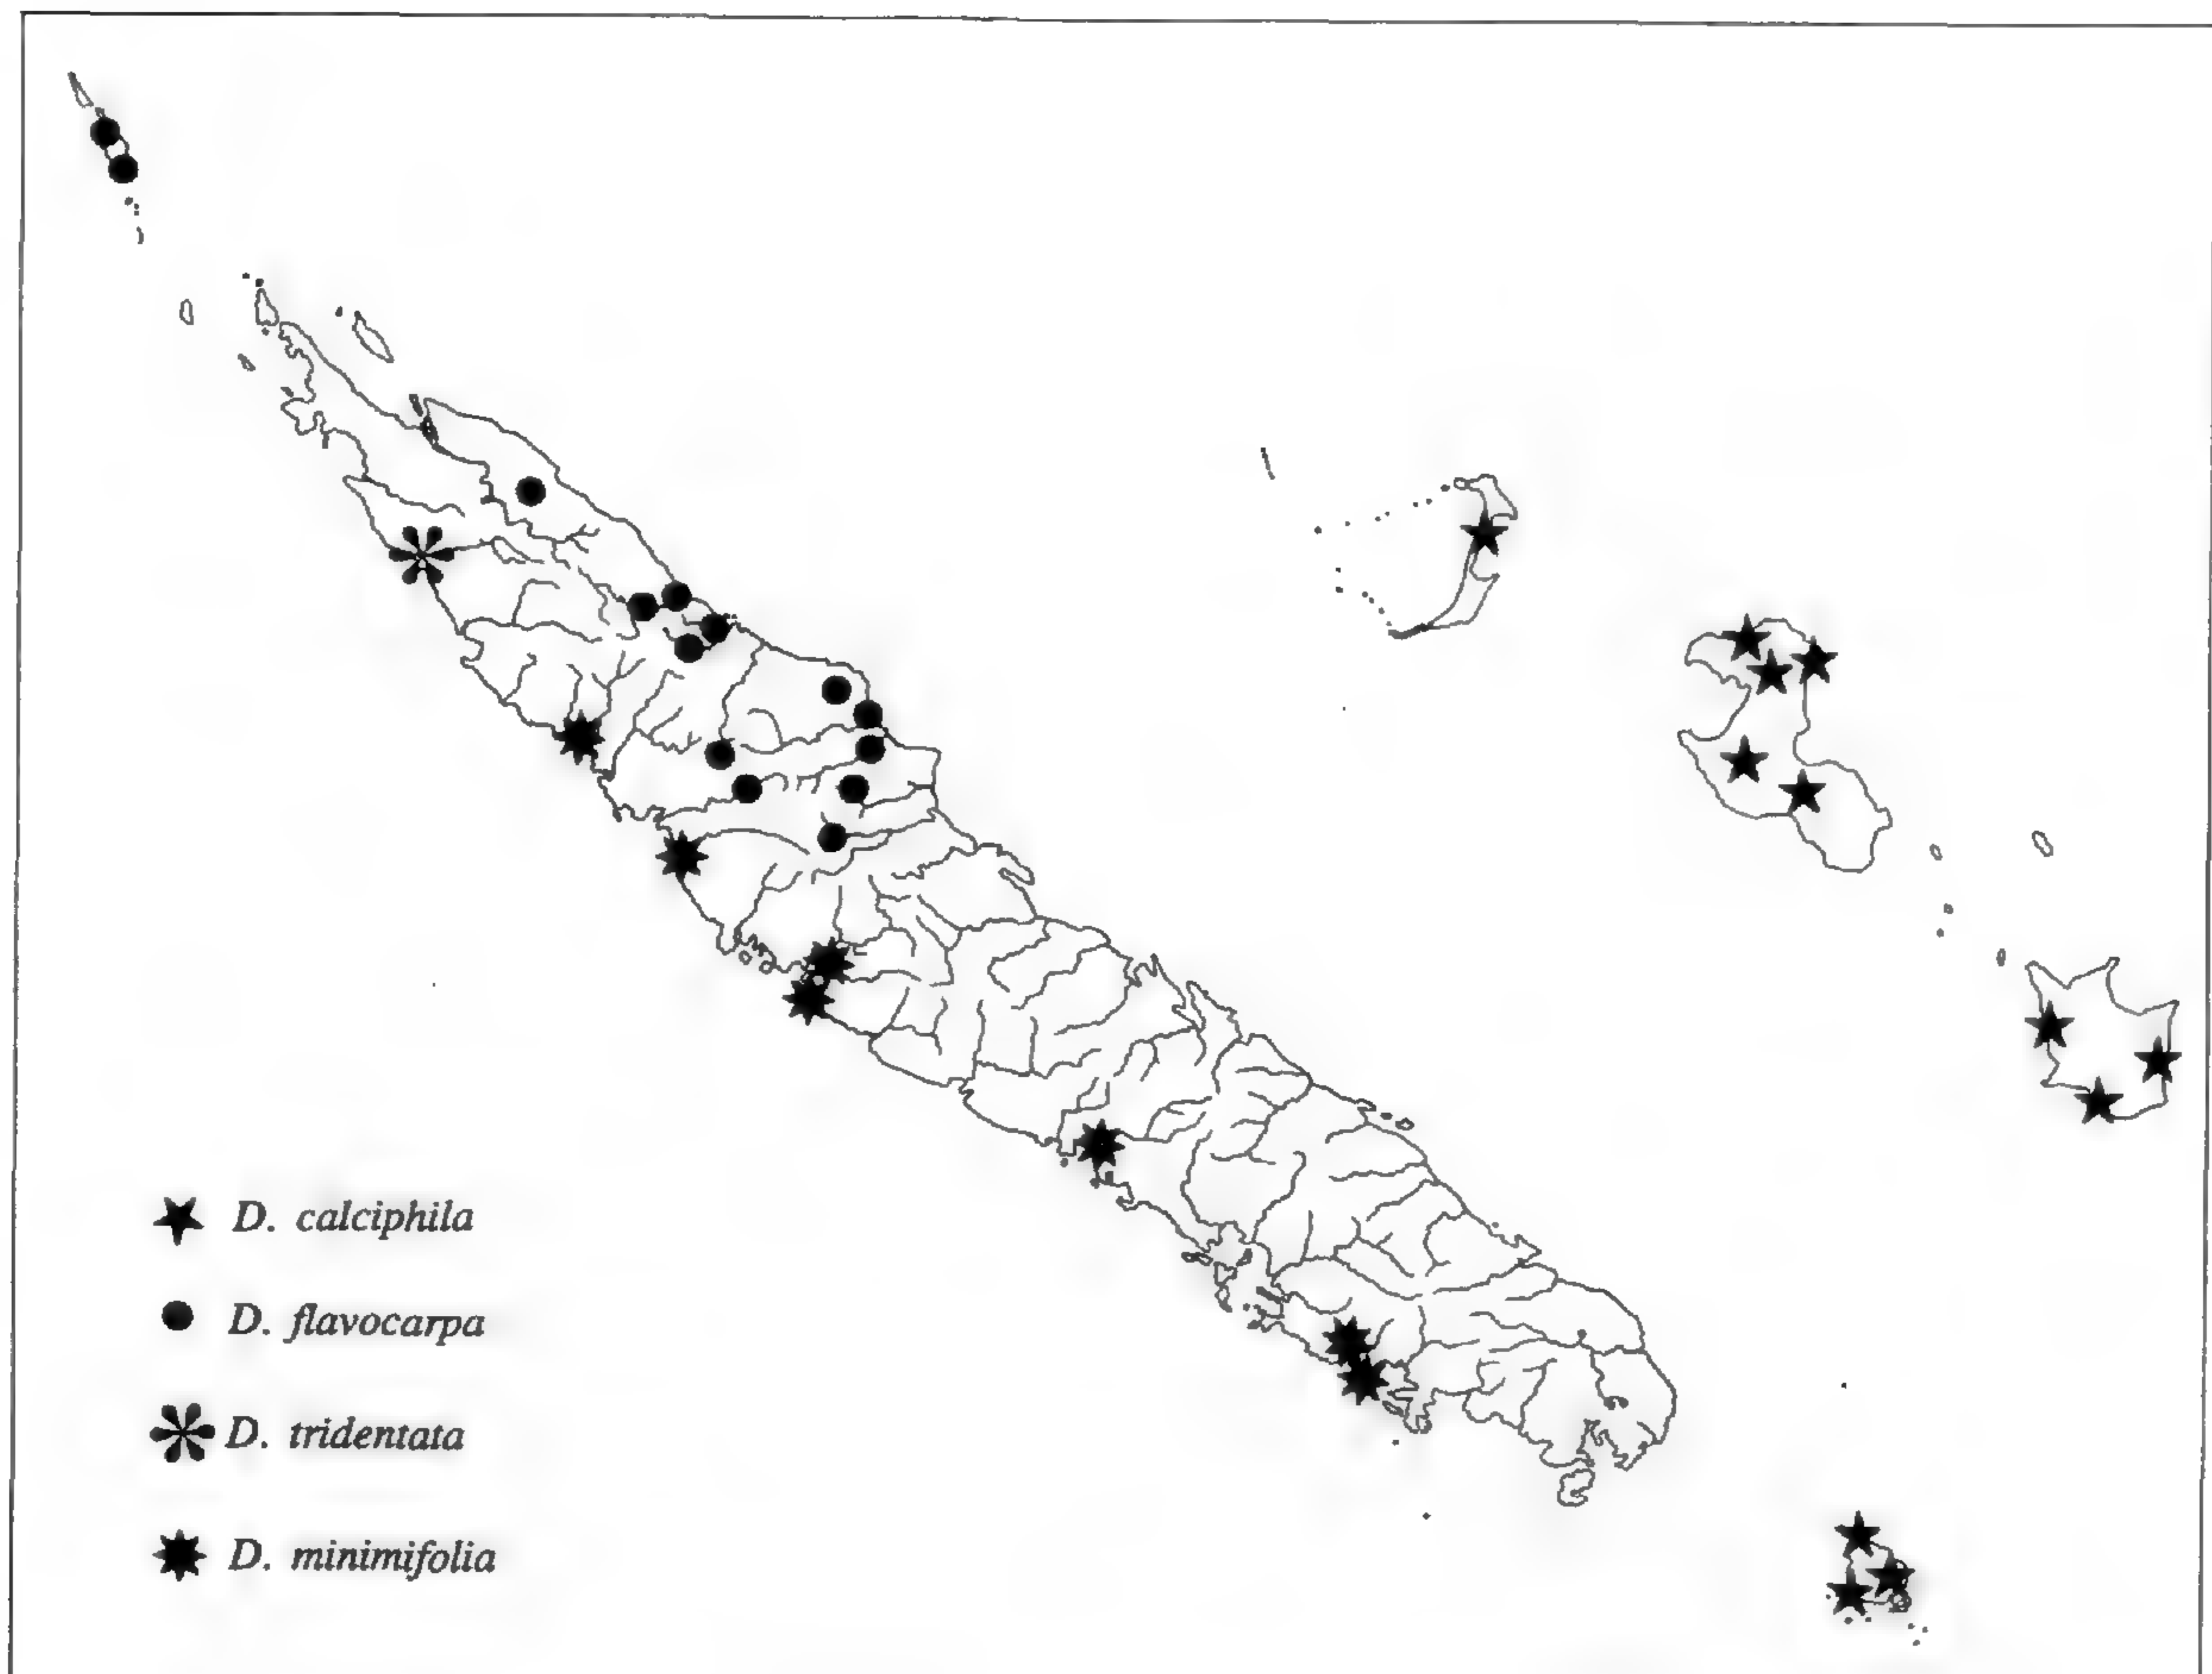 D. calciphila
D. flavocarpa
D. tridentata
D. minimifolia